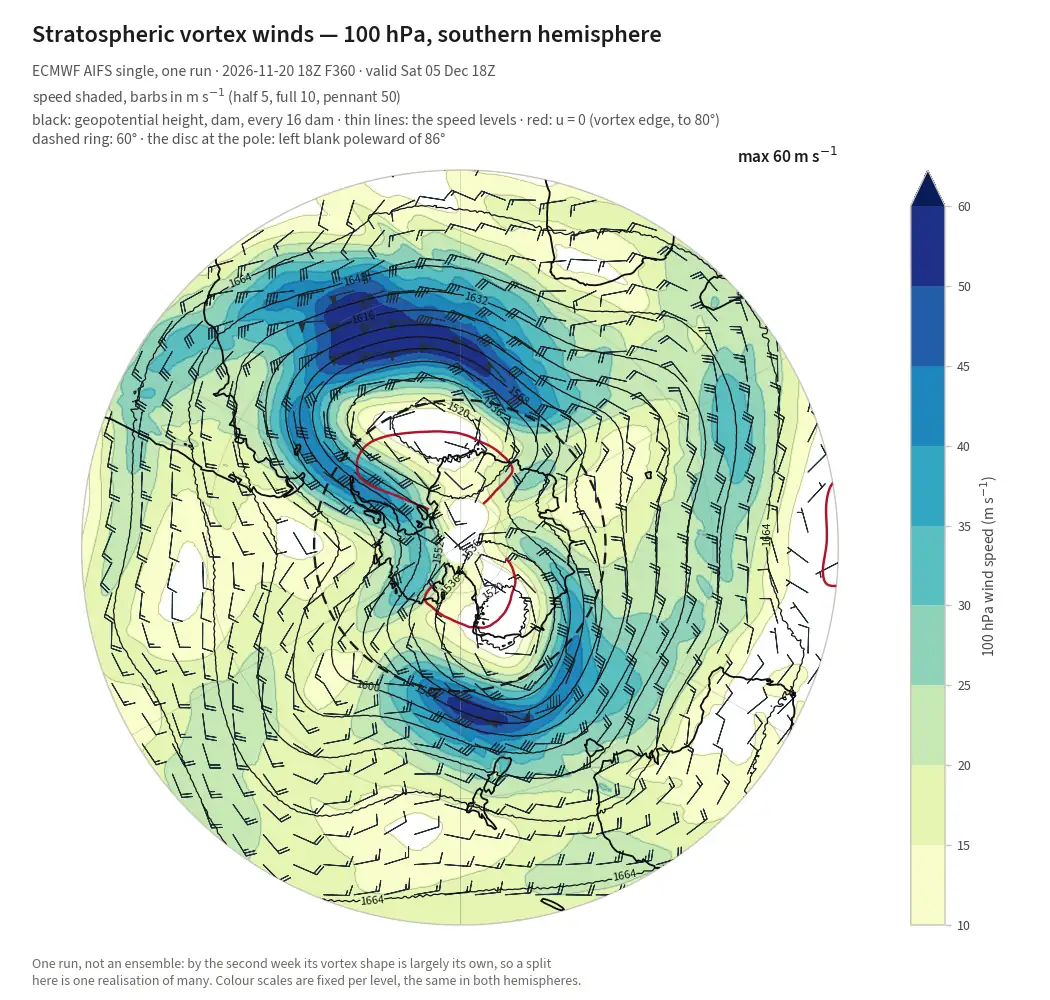 Stratospheric vortex winds — 100 hPa, southern hemisphere
ECMWF AIFS single, one run · 2026-11-20 18Z F360 · valid Sat 05 Dec 18Z
speed shaded, barbs in m s⁻¹ (half 5, full 10, pennant 50)
black: geopotential height, dam, every 16 dam · thin lines: the speed levels · red: u = 0 (vortex edge, to 80°)
dashed ring: 60° · the disc at the pole: left blank poleward of 86°
max 60 m s⁻¹
60
50
45
40
35
30
25
20
15
10
100 hPa wind speed (m s⁻¹)
1664
1648
1632
1616
1568
1536
1520
1664
1552
1536
1536
1520
1600
1664
1664
One run, not an ensemble: by the second week its vortex shape is largely its own, so a split
here is one realisation of many. Colour scales are fixed per level, the same in both hemispheres.